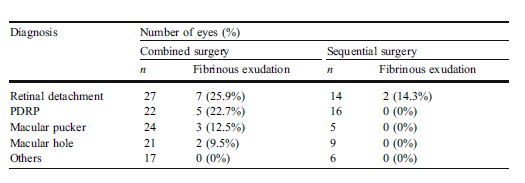 Diagnosis Number of eyes (%)
Combined surgery Sequential surgery
n Fibrinous exudation n Fibrinous exudation
Retinal detachment 27 7 (25.9%) 14 2 (14.3%)
PDRP 22 5 (22.7%) 16 0 (0%)
Macular pucker 24 3 (12.5%) 5 0 (0%)
Macular hole 21 2 (9.5%) 9 0 (0%)
Others 17 0 (0%) 6 0 (0%)